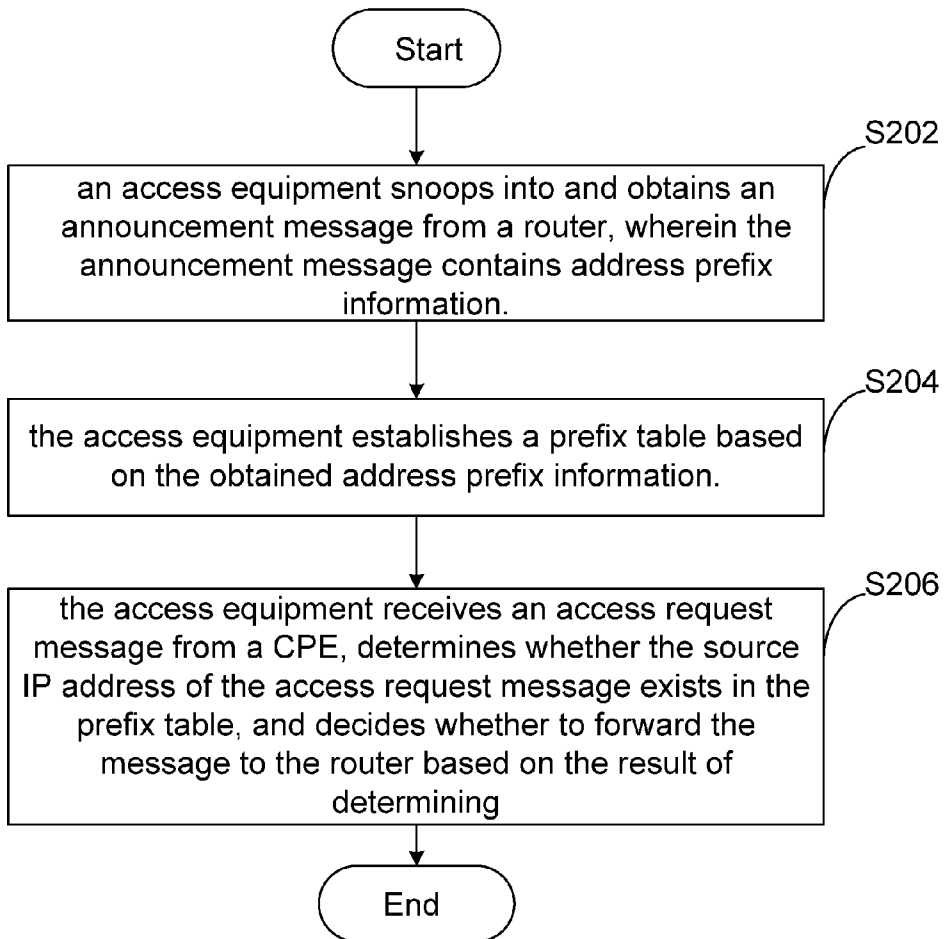 Start
S202
an access equipment snoops into and obtains an
announcement message from a router, wherein the
announcement message contains address prefix
information.
S204
the access equipment establishes a prefix table based
on the obtained address prefix information.
S206
the access equipment receives an access request
message from a CPE, determines whether the source
IP address of the access request message exists in the
prefix table, and decides whether to forward the
message to the router based on the result of
determining
End